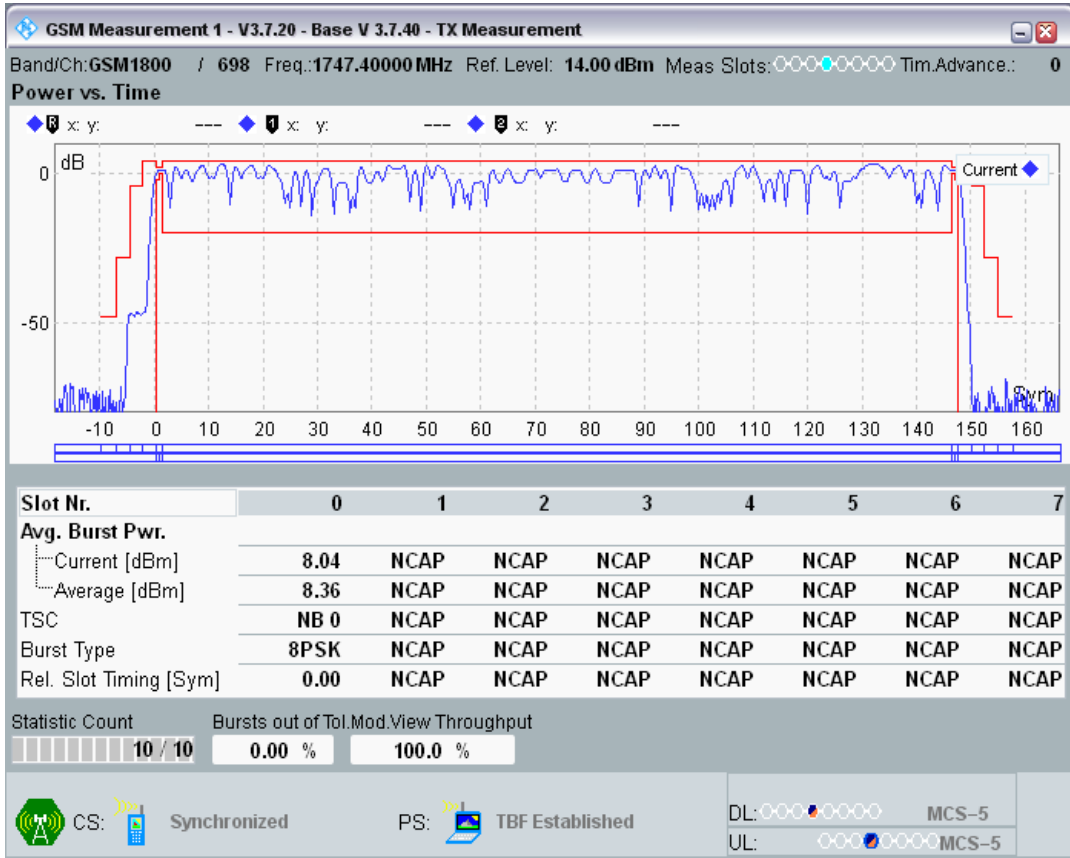 GSM Measurement 1 - V3.7.20 - Base V 3.7.40 - TX Measurement
Band/Ch:GSM1800 / 698 Freq.:1747.40000 MHz Ref. Level: 14.00 dBm Meas Slots: Tim.Advance.: 0
Power vs. Time
R x: y: --- 1 x: y: --- 2 x: y: ---
dB
Current
0
-50
Sym
-10 0 10 20 30 40 50 60 70 80 90 100 110 120 130 140 150 160
Slot Nr. 0 1 2 3 4 5 6 7
Avg. Burst Pwr.
Current [dBm] 8.04 NCAP NCAP NCAP NCAP NCAP NCAP NCAP
Average [dBm] 8.36 NCAP NCAP NCAP NCAP NCAP NCAP NCAP
TSC NB 0 NCAP NCAP NCAP NCAP NCAP NCAP NCAP
Burst Type 8PSK NCAP NCAP NCAP NCAP NCAP NCAP NCAP
Rel. Slot Timing [Sym] 0.00 NCAP NCAP NCAP NCAP NCAP NCAP NCAP
Statistic Count Bursts out of Tol.Mod.View Throughput
10 / 10 0.00 % 100.0 %
CS: Synchronized PS: TBF Established DL: MCS-5
UL: MCS-5